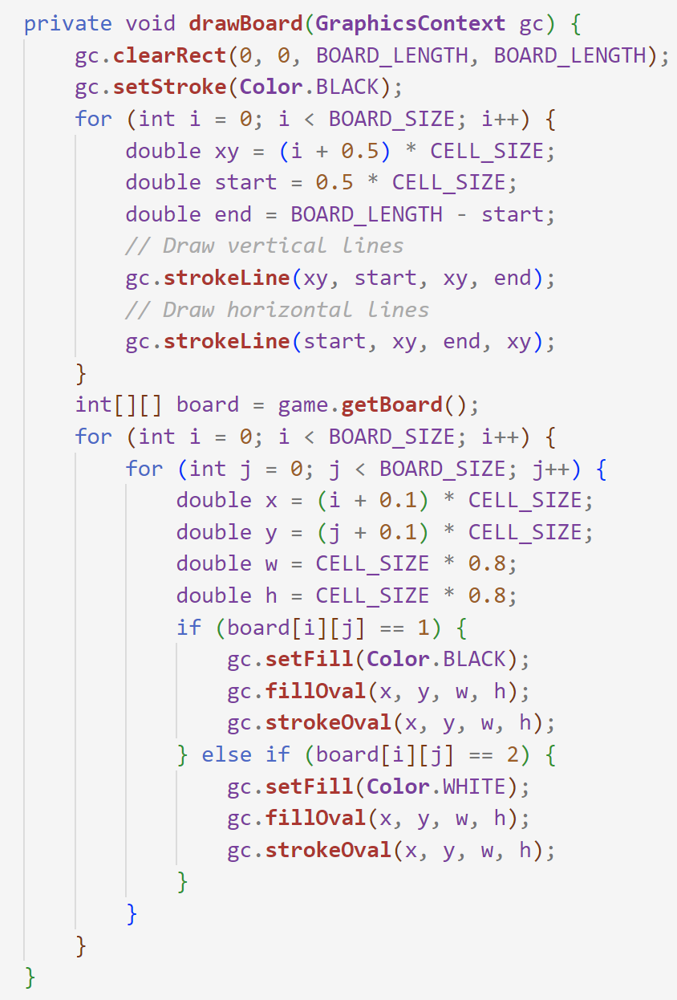 private void drawBoard(GraphicsContext gc) {
    gc.clearRect(0, 0, BOARD_LENGTH, BOARD_LENGTH);
    gc.setStroke(Color.BLACK);
    for (int i = 0; i < BOARD_SIZE; i++) {
        double xy = (i + 0.5) * CELL_SIZE;
        double start = 0.5 * CELL_SIZE;
        double end = BOARD_LENGTH - start;
        // Draw vertical lines
        gc.strokeLine(xy, start, xy, end);
        // Draw horizontal lines
        gc.strokeLine(start, xy, end, xy);
    }
    int[][] board = game.getBoard();
    for (int i = 0; i < BOARD_SIZE; i++) {
        for (int j = 0; j < BOARD_SIZE; j++) {
            double x = (i + 0.1) * CELL_SIZE;
            double y = (j + 0.1) * CELL_SIZE;
            double w = CELL_SIZE * 0.8;
            double h = CELL_SIZE * 0.8;
            if (board[i][j] == 1) {
                gc.setFill(Color.BLACK);
                gc.fillOval(x, y, w, h);
                gc.strokeOval(x, y, w, h);
            } else if (board[i][j] == 2) {
                gc.setFill(Color.WHITE);
                gc.fillOval(x, y, w, h);
                gc.strokeOval(x, y, w, h);
            }
        }
    }
}